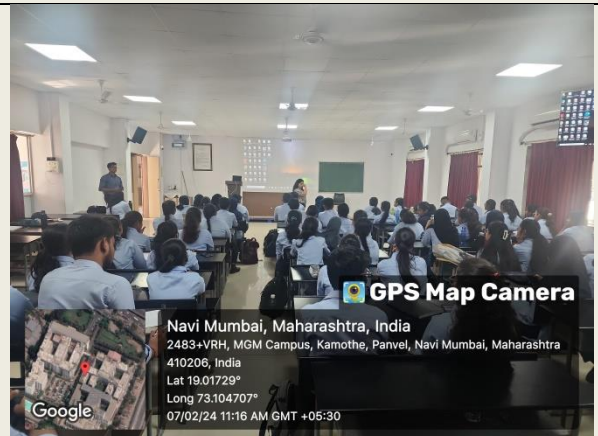 GPS Map Camera
Navi Mumbai, Maharashtra, India
2483+VRH, MGM Campus, Kamothe, Panvel, Navi Mumbai, Maharashtra
410206, India
Lat 19.01729°
Long 73.104707°
07/02/24 11:16 AM GMT +05:30
Google